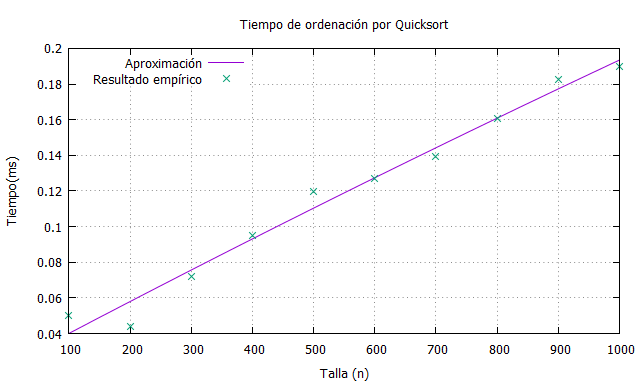 Tiempo de ordenación por Quicksort
Aproximación
Resultado empírico
0.2
0.18
0.16
0.14
0.12
0.1
0.08
0.06
0.04
Tiempo(ms)
100 200 300 400 500 600 700 800 900 1000
Talla (n)